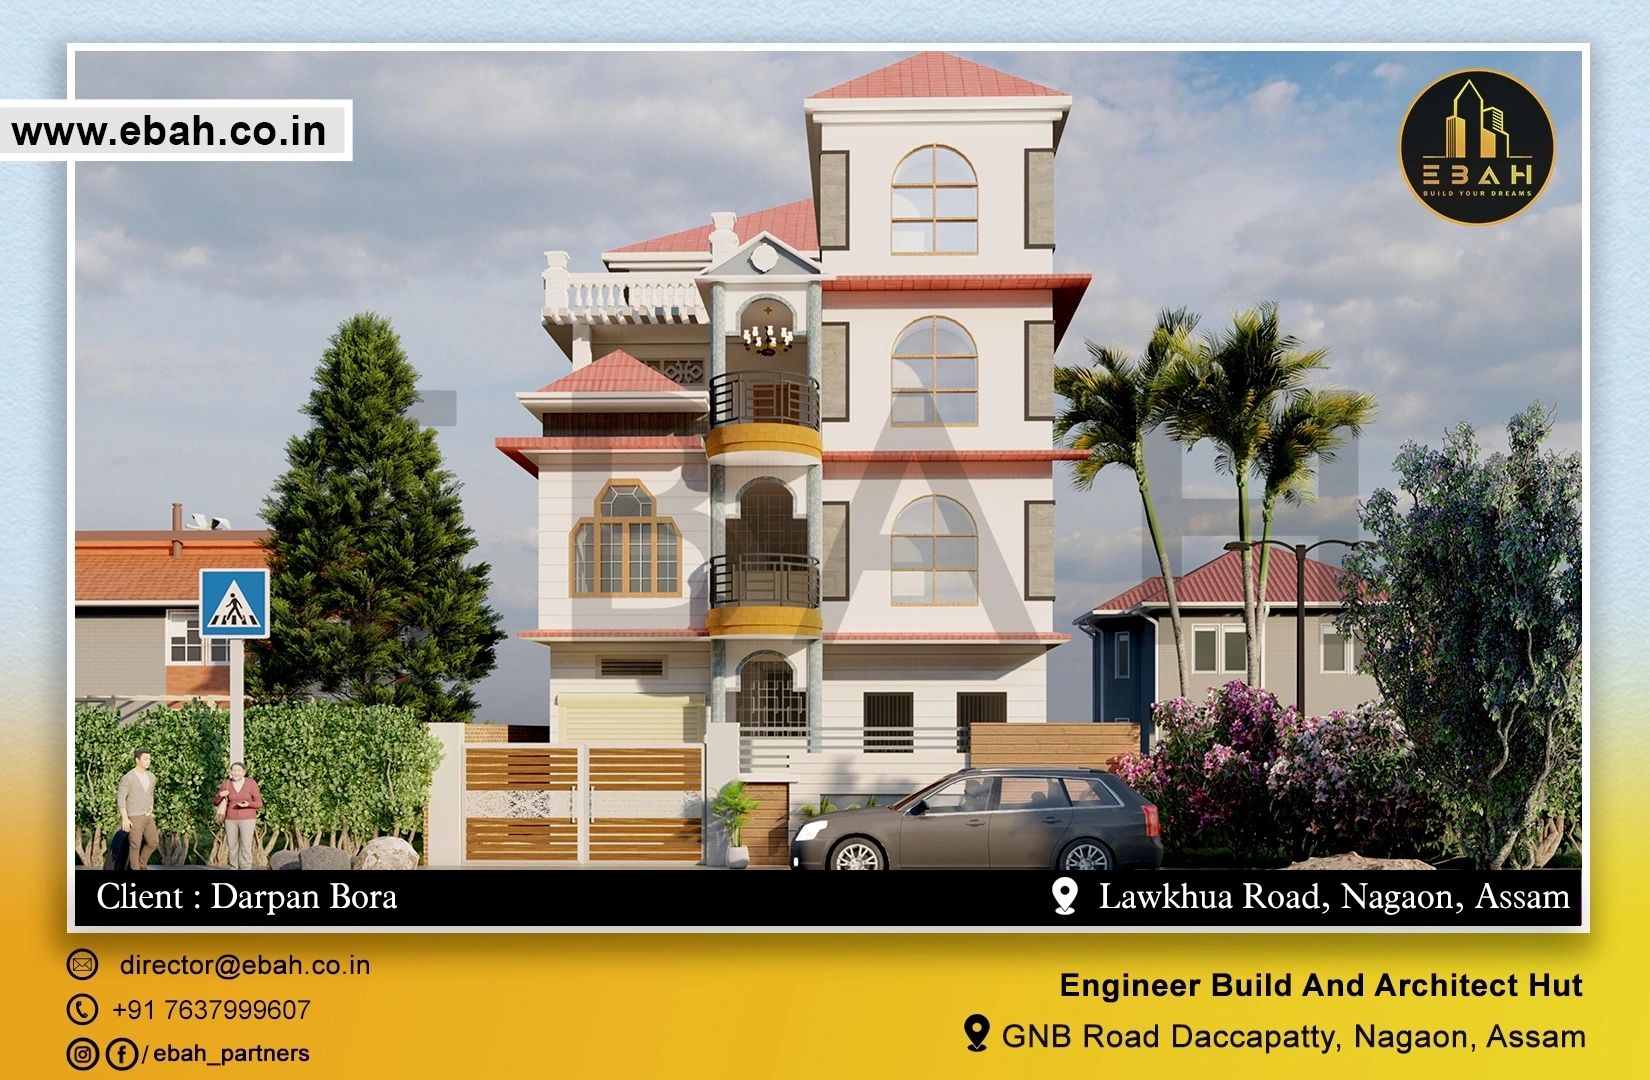 www.ebah.co.in
EBAH
BUILD YOUR DREAMS
EBAH
Client : Darpan Bora
Lawkhua Road, Nagaon, Assam
director@ebah.co.in
+91 7637999607
/ ebah_partners
Engineer Build And Architect Hut
GNB Road Daccapatty, Nagaon, Assam